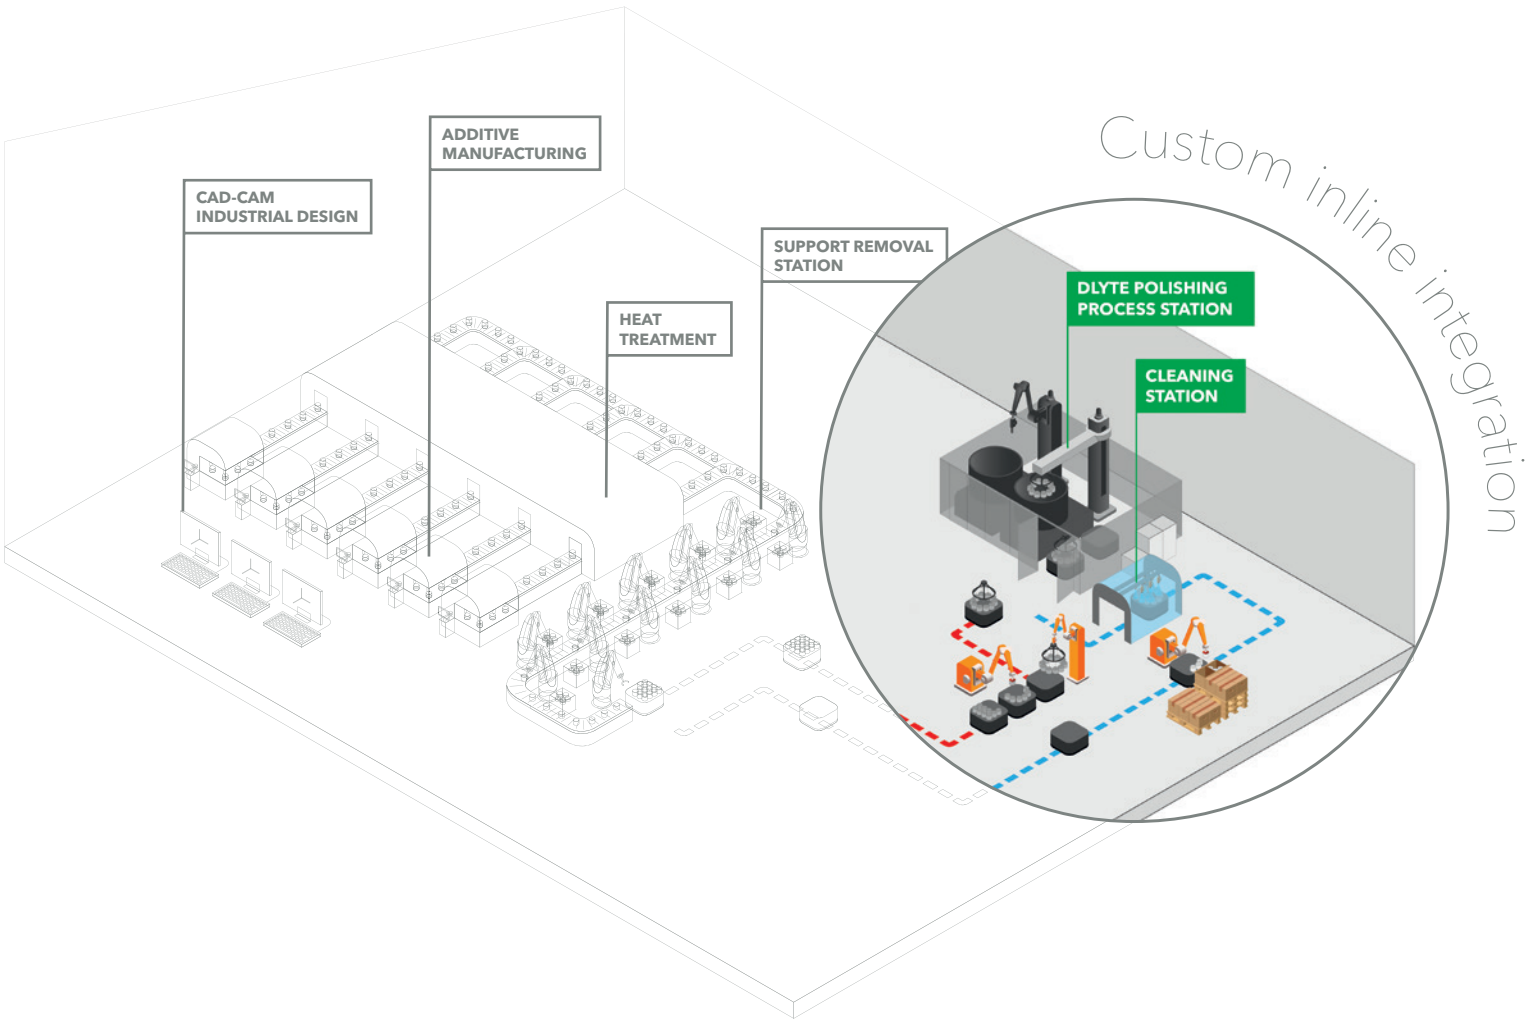 Custom inline integration
ADDITIVE
MANUFACTURING
CAD-CAM
INDUSTRIAL DESIGN
SUPPORT REMOVAL
STATION
DLYTE POLISHING
PROCESS STATION
HEAT
TREATMENT
CLEANING
STATION